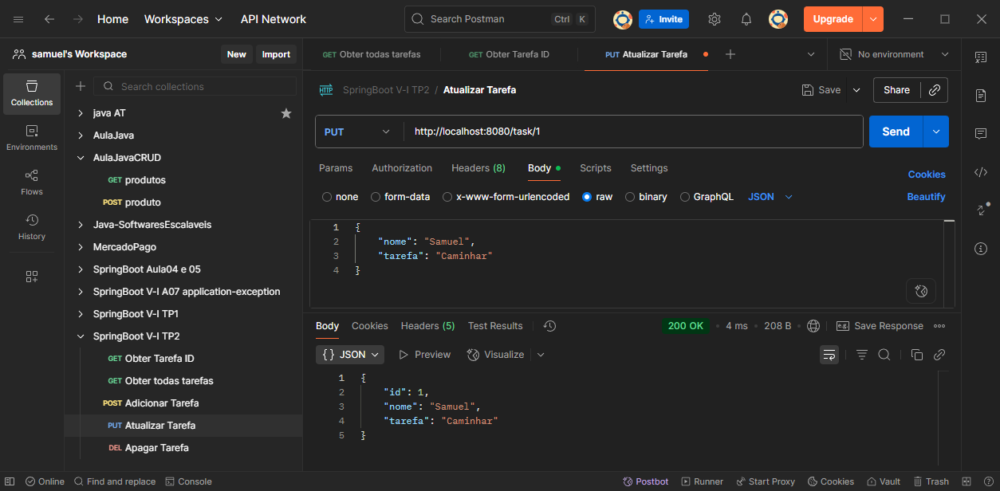 Home Workspaces API Network Search Postman Ctrl K Invite Upgrade
samuel's Workspace New Import
GET Obter todas tarefas GET Obter Tarefa ID PUT Atualizar Tarefa No environment
Collections
Environments
Flows
History
Search collections
java AT
AulaJava
AulaJavaCRUD
GET produtos
POST produto
Java-SoftwaresEscalaveis
MercadoPago
SpringBoot Aula04 e 05
SpringBoot V-I A07 application-exception
SpringBoot V-I TP1
SpringBoot V-I TP2
GET Obter Tarefa ID
GET Obter todas tarefas
POST Adicionar Tarefa
PUT Atualizar Tarefa
DEL Apagar Tarefa
HTTP SpringBoot V-I TP2 / Atualizar Tarefa Save Share
PUT http://localhost:8080/task/1 Send
Params Authorization Headers (8) Body Scripts Settings Cookies
none form-data x-www-form-urlencoded raw binary GraphQL JSON Beautify
1 {
2 "nome": "Samuel",
3 "tarefa": "Caminhar"
4 }
Body Cookies Headers (5) Test Results 200 OK 4 ms 208 B e.g. Save Response
{} JSON Preview Visualize
1 {
2 "id": 1,
3 "nome": "Samuel",
4 "tarefa": "Caminhar"
5 }
Online Find and replace Console Postbot Runner Start Proxy Cookies Vault Trash